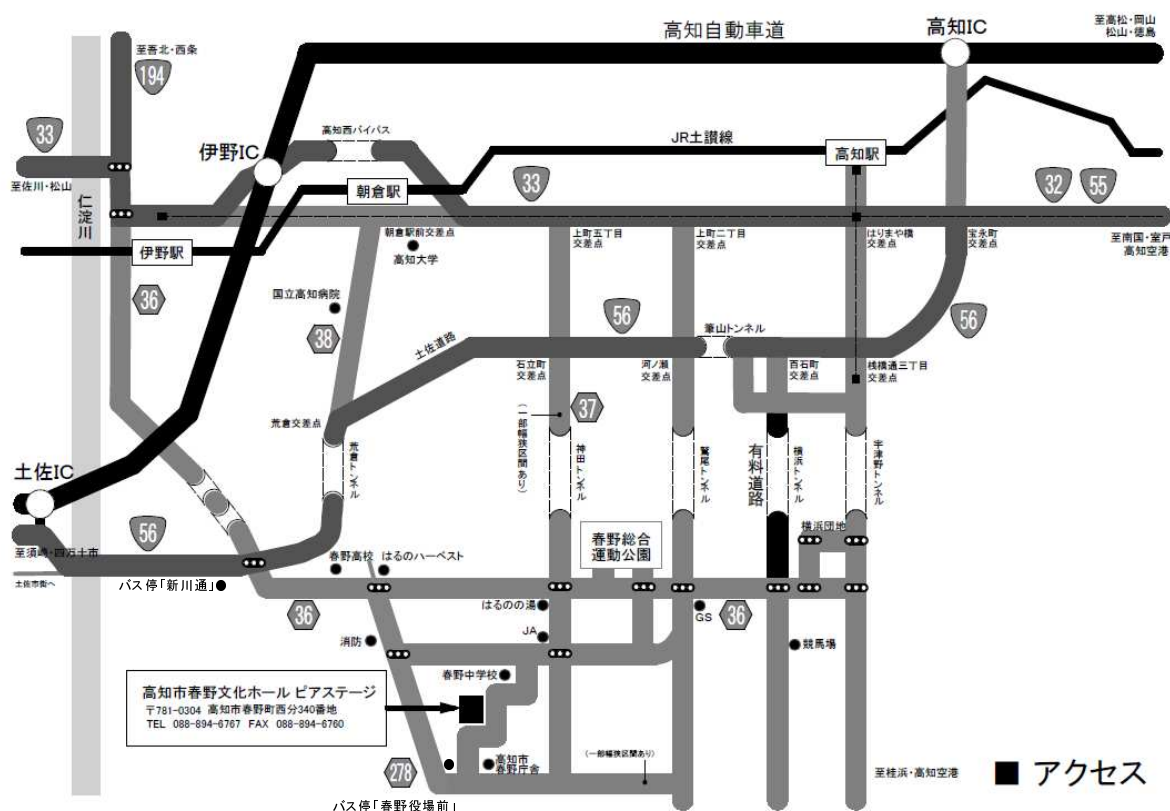 高知自動車道
高知IC
至高松・岡山
松山・徳島
至善北・西条
194
33
至佐川・松山
伊野IC
高知西バイパス
JR土讃線
高知駅
朝倉駅
33
32
55
仁淀川
伊野駅
朝倉駅前交差点
高知大学
上町五丁目
交差点
上町二丁目
交差点
はりまや橋
交差点
宝永町
交差点
至南国・室戸
高知空港
36
国立高知病院
38
土佐道路
56
筆山トンネル
56
石立町
交差点
河ノ瀬
交差点
百石町
交差点
桟橋通三丁目
交差点
荒倉交差点
(一部幅狭区間あり)
37
荒倉トンネル
神田トンネル
鷲尾トンネル
有料道路
横浜トンネル
宇津野トンネル
土佐IC
56
至須崎・四万十市
土佐市街へ
バス停「新川通」
春野高校
はるのハーベスト
春野総合
運動公園
横浜団地
36
はるのの湯
GS
36
消防
JA
競馬場
春野中学校
高知市春野文化ホール ピアステージ
〒781-0304 高知市春野町西分340番地
TEL 088-894-6767 FAX 088-894-6760
278
高知市
春野庁舎
(一部幅狭区間あり)
バス停「春野役場前」
至桂浜・高知空港
■ アクセス